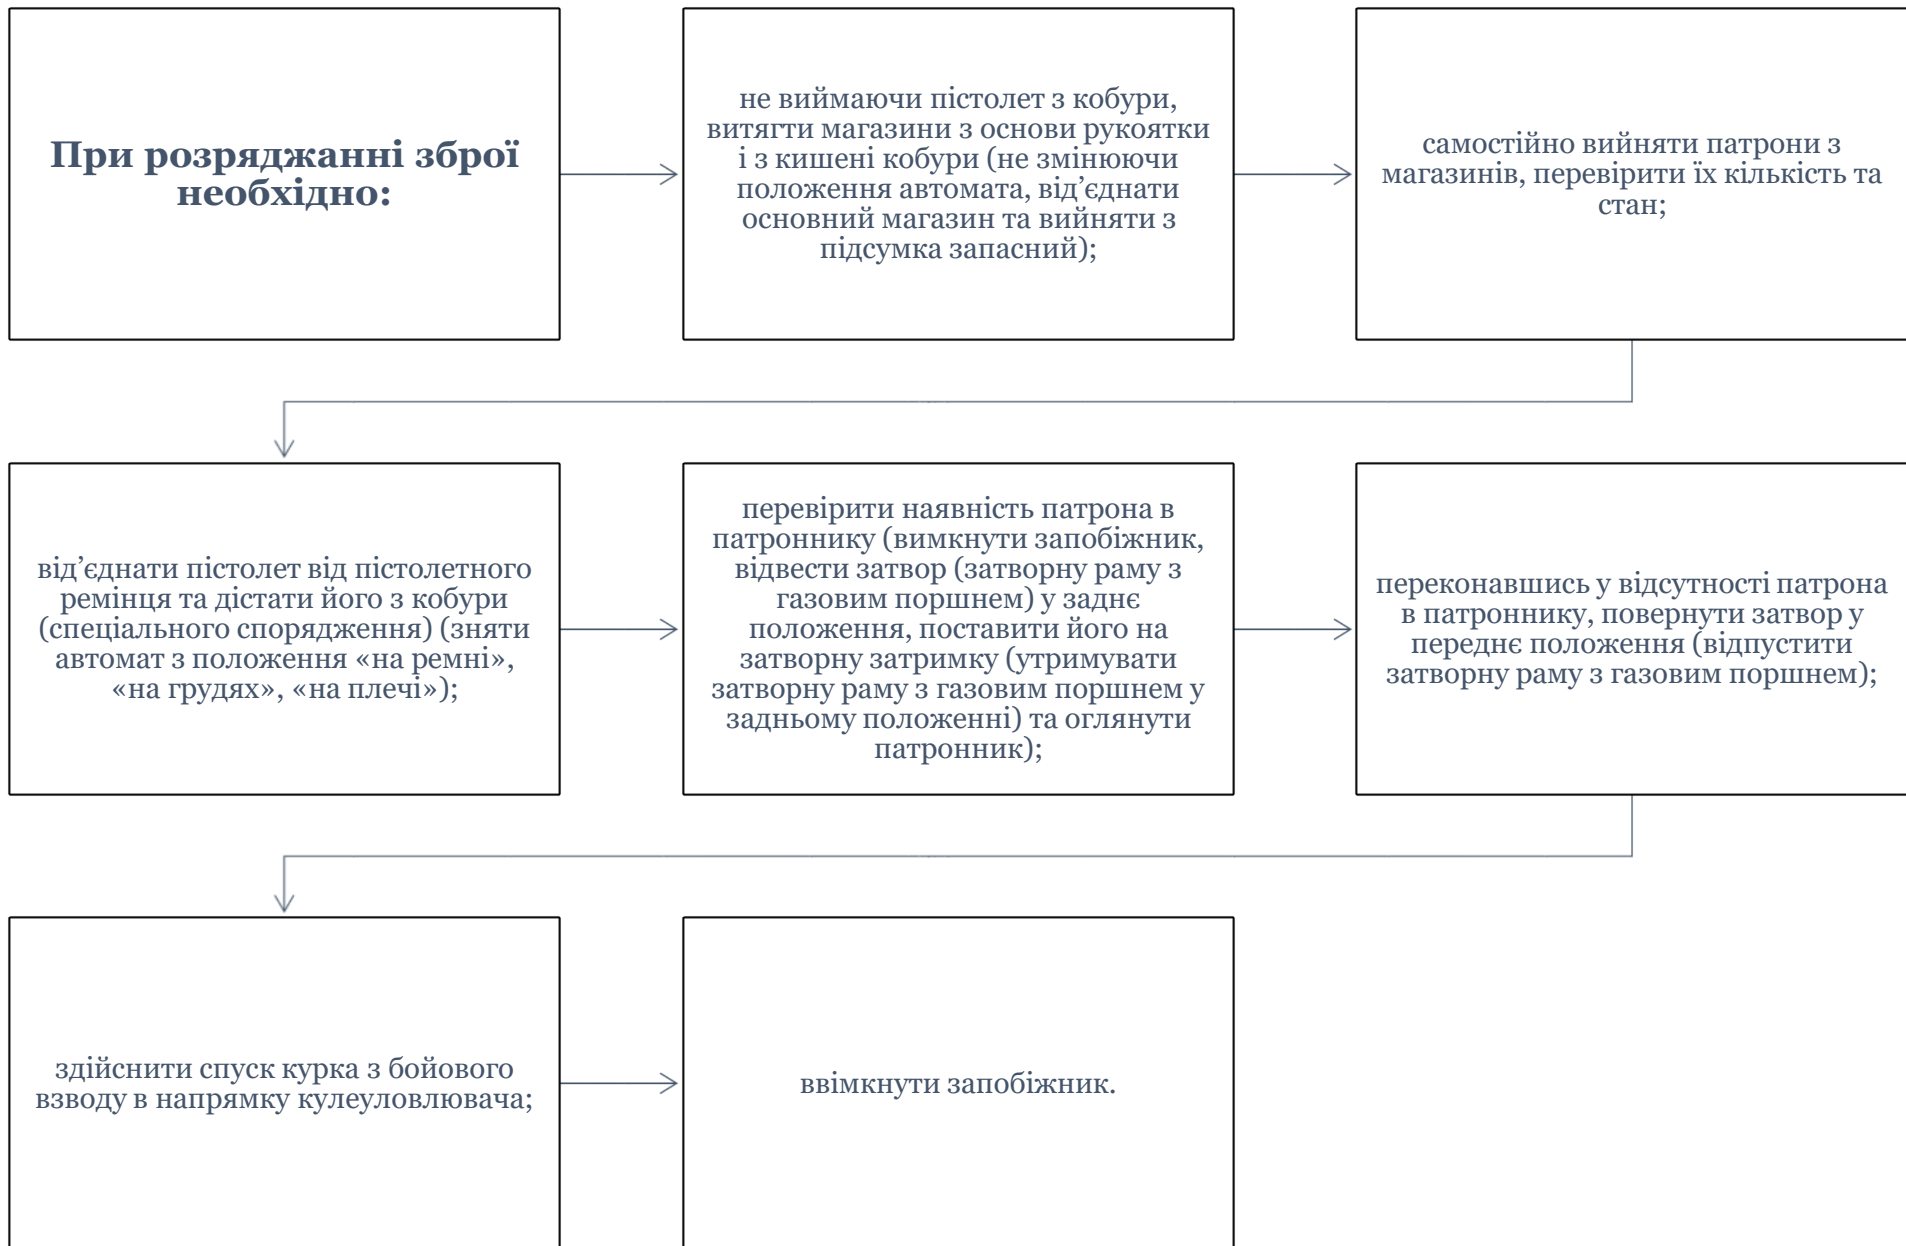 При розряджанні зброї
необхідно:
не виймаючи пістолет з кобури,
витягти магазини з основи рукоятки
і з кишені кобури (не змінюючи
положення автомата, від’єднати
основний магазин та вийняти з
підсумка запасний);
самостійно вийняти патрони з
магазинів, перевірити їх кількість та
стан;
від’єднати пістолет від пістолетного
ремінця та дістати його з кобури
(спеціального спорядження) (зняти
автомат з положення «на ремні»,
«на грудях», «на плечі»);
перевірити наявність патрона в
патроннику (вимкнути запобіжник,
відвести затвор (затворну раму з
газовим поршнем) у заднє
положення, поставити його на
затворну затримку (утримувати
затворну раму з газовим поршнем у
задньому положенні) та оглянути
патронник);
переконавшись у відсутності патрона
в патроннику, повернути затвор у
переднє положення (відпустити
затворну раму з газовим поршнем);
здійснити спуск курка з бойового
взводу в напрямку кулеуловлювача;
ввімкнути запобіжник.